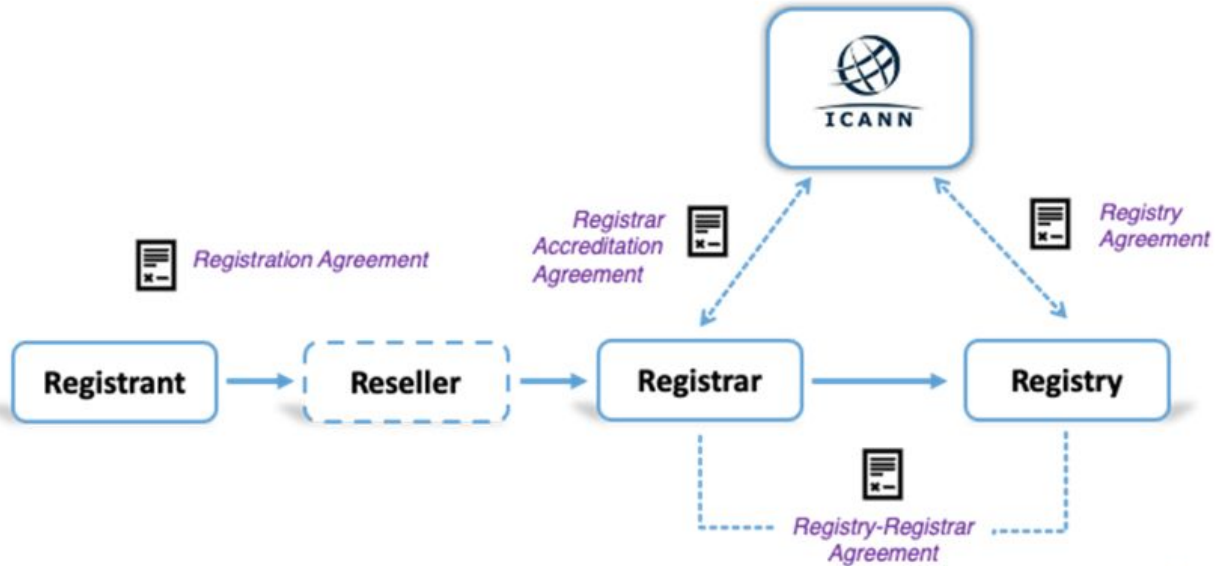 ICANN
Registrar
Accreditation
Agreement
Registry
Agreement
Registration Agreement
Registrant
Reseller
Registrar
Registry
Registry-Registrar
Agreement